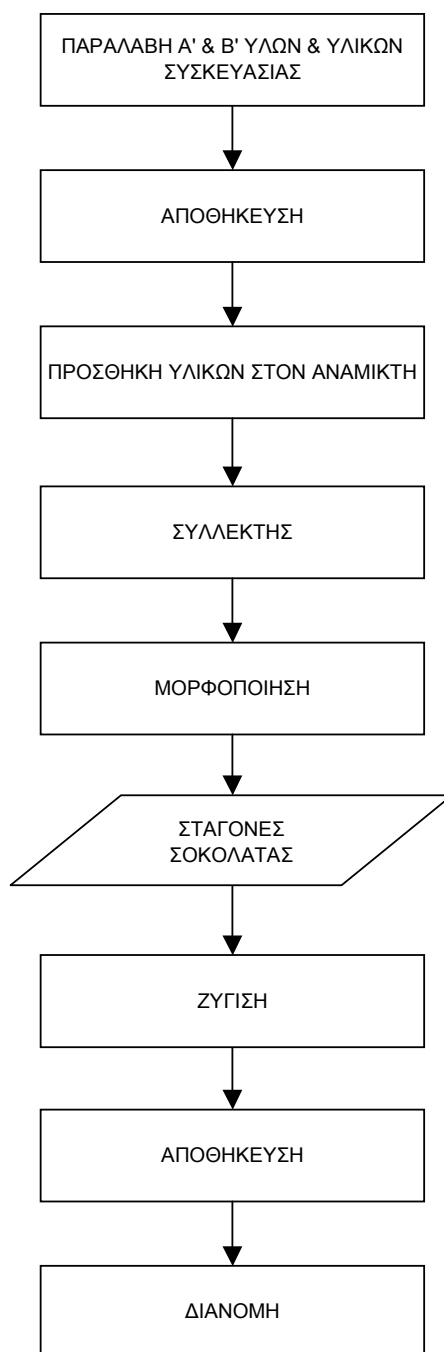 ΠΑΡΑΛΑΒΗ Α' & Β' ΥΛΩΝ & ΥΛΙΚΩΝ
ΣΥΣΚΕΥΑΣΙΑΣ
ΑΠΟΘΗΚΕΥΣΗ
ΠΡΟΣΘΗΚΗ ΥΛΙΚΩΝ ΣΤΟΝ ΑΝΑΜΙΚΤΗ
ΣΥΛΛΕΚΤΗΣ
ΜΟΡΦΟΠΟΙΗΣΗ
ΣΤΑΓΟΝΕΣ
ΣΟΚΟΛΑΤΑΣ
ΖΥΓΙΣΗ
ΑΠΟΘΗΚΕΥΣΗ
ΔΙΑΝΟΜΗ